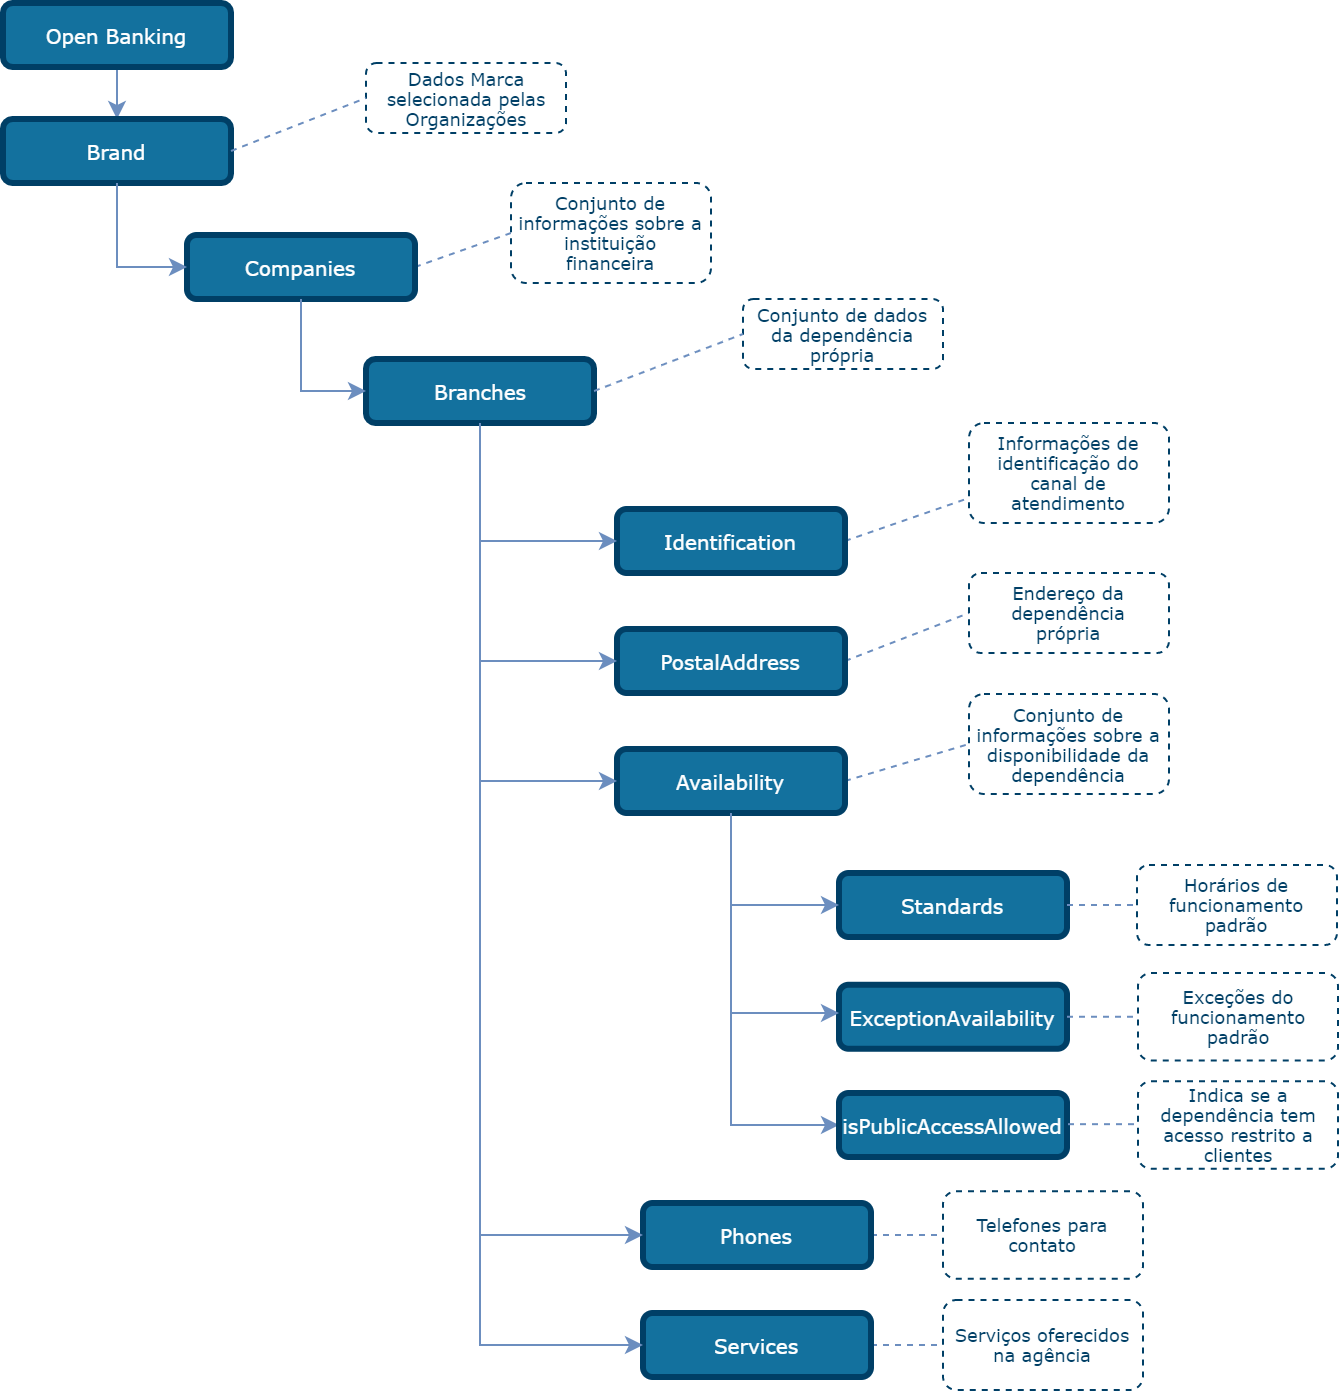 Open Banking
Dados Marca
selecionada pelas
Organizações
Brand
Conjunto de
informações sobre a
instituição
financeira
Companies
Conjunto de dados
da dependência
própria
Branches
Informações de
identificação do
canal de
atendimento
Identification
Endereço da
dependência
própria
PostalAddress
Conjunto de
informações sobre a
disponibilidade da
dependência
Availability
Standards
Horários de
funcionamento
padrão
ExceptionAvailability
Exceções do
funcionamento
padrão
isPublicAccessAllowed
Indica se a
dependência tem
acesso restrito a
clientes
Phones
Telefones para
contato
Services
Serviços oferecidos
na agência